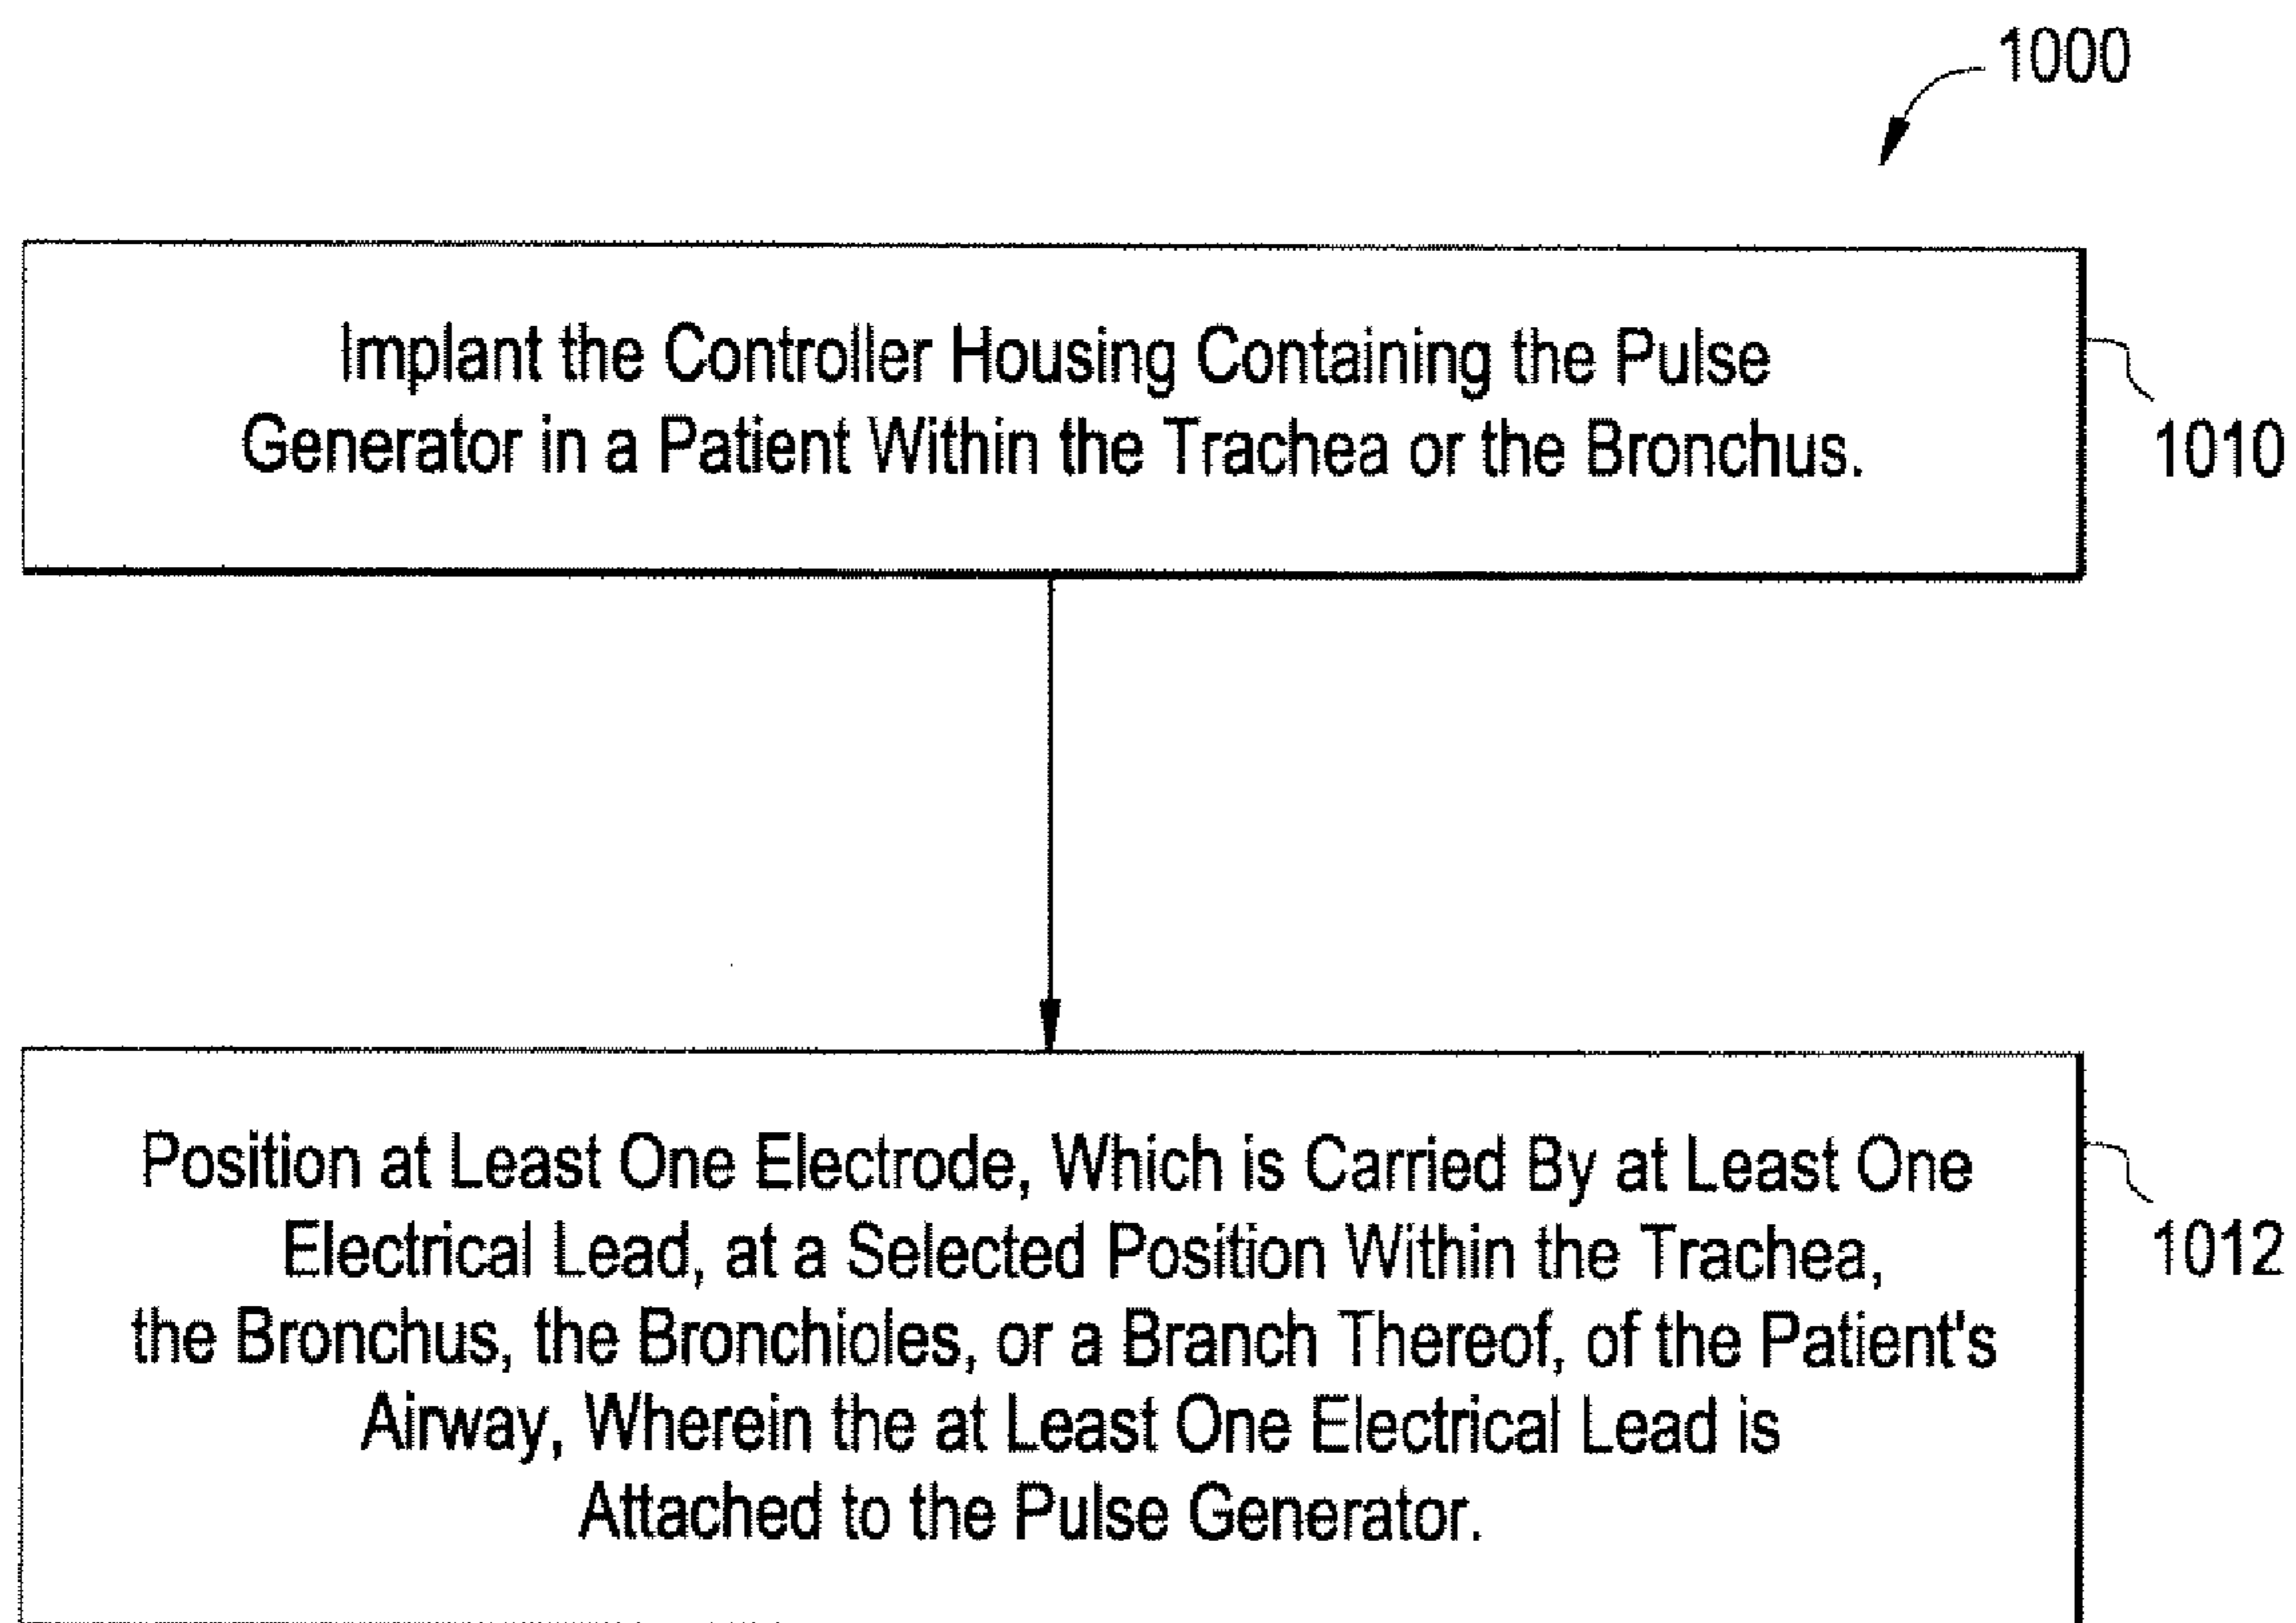 1000
Implant the Controller Housing Containing the Pulse
Generator in a Patient Within the Trachea or the Bronchus.
1010
Position at Least One Electrode, Which is Carried By at Least One
Electrical Lead, at a Selected Position Within the Trachea,
the Bronchus, the Bronchioles, or a Branch Thereof, of the Patient's
Airway, Wherein the at Least One Electrical Lead is
Attached to the Pulse Generator.
1012